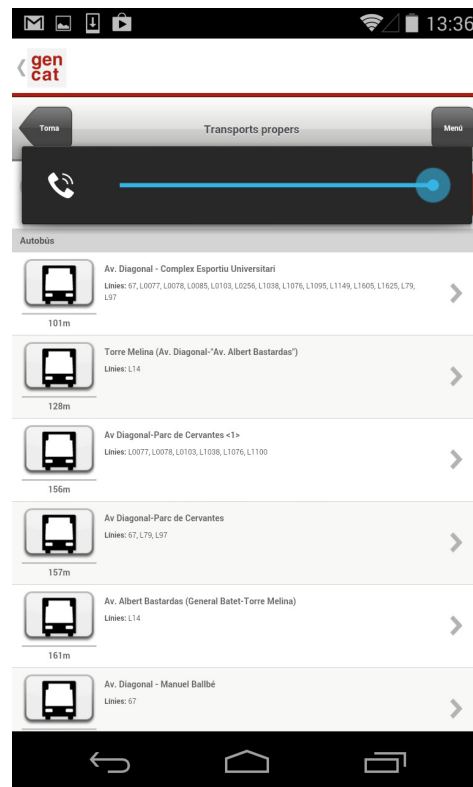 13:36
gen
cat
Torna
Transports propers
Menú
Autobús
Av. Diagonal - Complex Esportiu Universitari
Línies: 67, L0077, L0078, L0085, L0103, L0256, L1038, L1076, L1095, L1149, L1605, L1625, L79,
L97
101m
Torre Melina (Av. Diagonal-"Av. Albert Bastardas")
Línies: L14
128m
Av Diagonal-Parc de Cervantes <1>
Línies: L0077, L0078, L0103, L1038, L1076, L1100
156m
Av Diagonal-Parc de Cervantes
Línies: 67, L79, L97
157m
Av. Albert Bastardas (General Batet-Torre Melina)
Línies: L14
161m
Av. Diagonal - Manuel Ballbé
Línies: 67